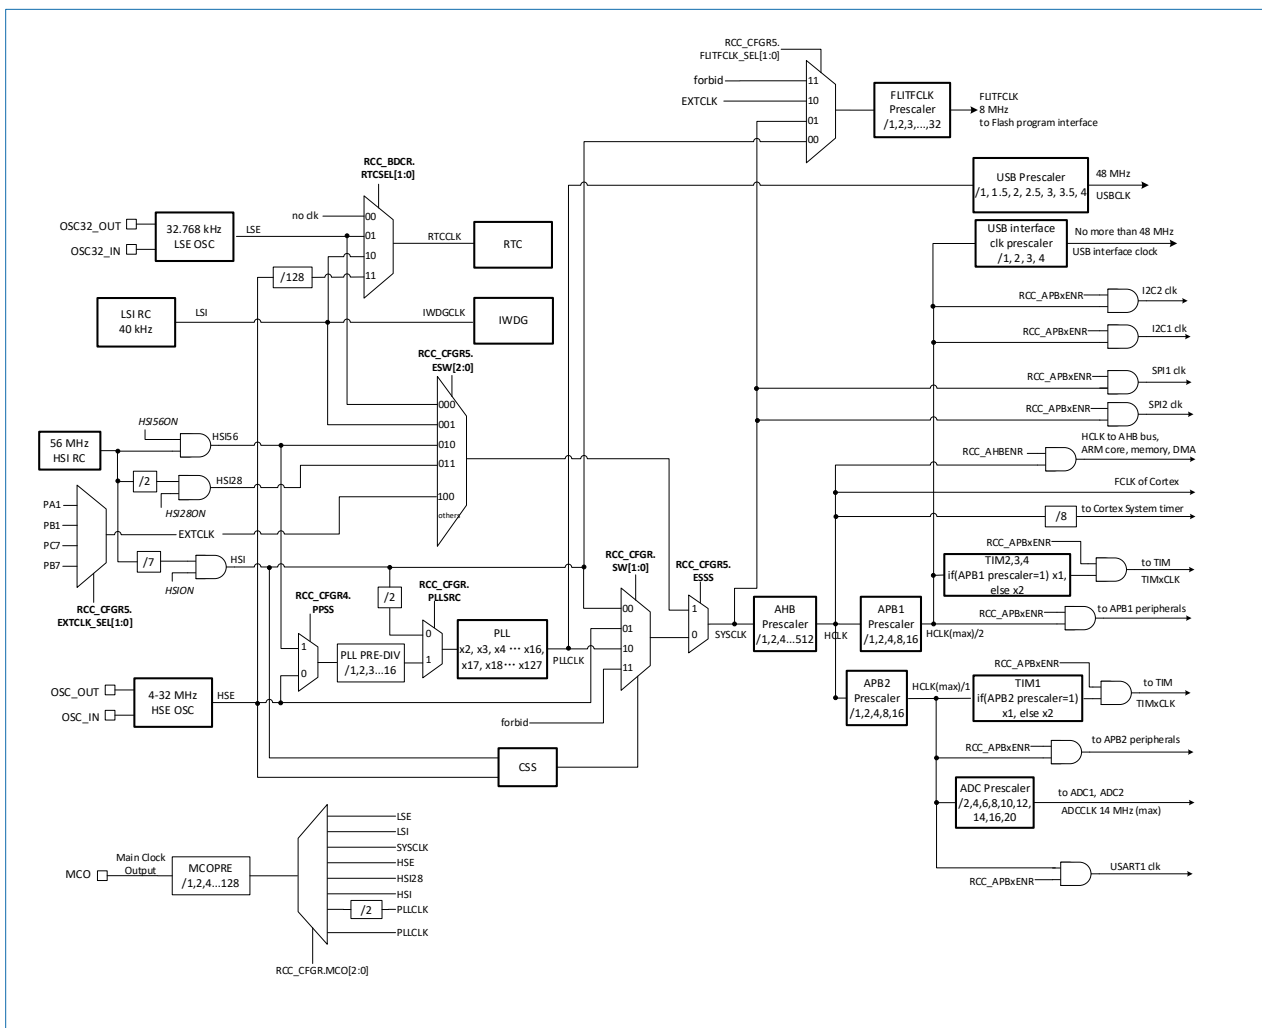 RCC_CFGR5.
FLITFCLK_SEL[1:0]
forbid
11
EXTCLK
10
01
00
FLITFCLK
Prescaler
/1,2,3,...,32
FLITFCLK
8 MHz
to Flash program interface
RCC_BDCR.
RTCSEL[1:0]
USB Prescaler
/1, 1.5, 2, 2.5, 3, 3.5, 4
48 MHz
USBCLK
OSC32_OUT
OSC32_IN
32.768 kHz
LSE OSC
LSE
no clk
00
01
10
11
/128
RTCCLK
RTC
USB interface
clk prescaler
/1, 2, 3, 4
No more than 48 MHz
USB interface clock
LSI RC
40 kHz
LSI
IWDGCLK
IWDG
RCC_APBxENR
I2C2 clk
RCC_APBxENR
I2C1 clk
RCC_CFGR5.
ESW[2:0]
000
001
010
011
100
others
RCC_APBxENR
SPI1 clk
RCC_APBxENR
SPI2 clk
HSI56ON
56 MHz
HSI RC
HSI56
/2
HSI28
HSI28ON
RCC_AHBENR
HCLK to AHB bus,
ARM core, memory, DMA
FCLK of Cortex
/8
to Cortex System timer
PA1
PB1
PC7
PB7
EXTCLK
RCC_CFGR5.
EXTCLK_SEL[1:0]
/7
HSI
HSION
/2
RCC_CFGR4.
PPSS
1
0
PLL PRE-DIV
/1,2,3...16
RCC_CFGR.
PLLSRC
0
1
PLL
x2, x3, x4 ··· x16,
x17, x18··· x127
PLLCLK
RCC_CFGR.
SW[1:0]
00
01
10
11
forbid
RCC_CFGR5.
ESSS
1
0
SYSCLK
AHB
Prescaler
/1,2,4...512
HCLK
APB1
Prescaler
/1,2,4,8,16
HCLK(max)/2
RCC_APBxENR
TIM2,3,4
if(APB1 prescaler=1) x1,
else x2
to TIM
TIMxCLK
RCC_APBxENR
to APB1 peripherals
OSC_OUT
OSC_IN
4-32 MHz
HSE OSC
HSE
APB2
Prescaler
/1,2,4,8,16
HCLK(max)/1
RCC_APBxENR
TIM1
if(APB2 prescaler=1)
x1, else x2
to TIM
TIMxCLK
CSS
RCC_APBxENR
to APB2 peripherals
ADC Prescaler
/2,4,6,8,10,12,
14,16,20
to ADC1, ADC2
ADCCLK 14 MHz (max)
RCC_APBxENR
USART1 clk
MCO
Main Clock
Output
MCOPRE
/1,2,4...128
LSE
LSI
SYSCLK
HSE
HSI28
HSI
/2
PLLCLK
PLLCLK
RCC_CFGR.MCO[2:0]